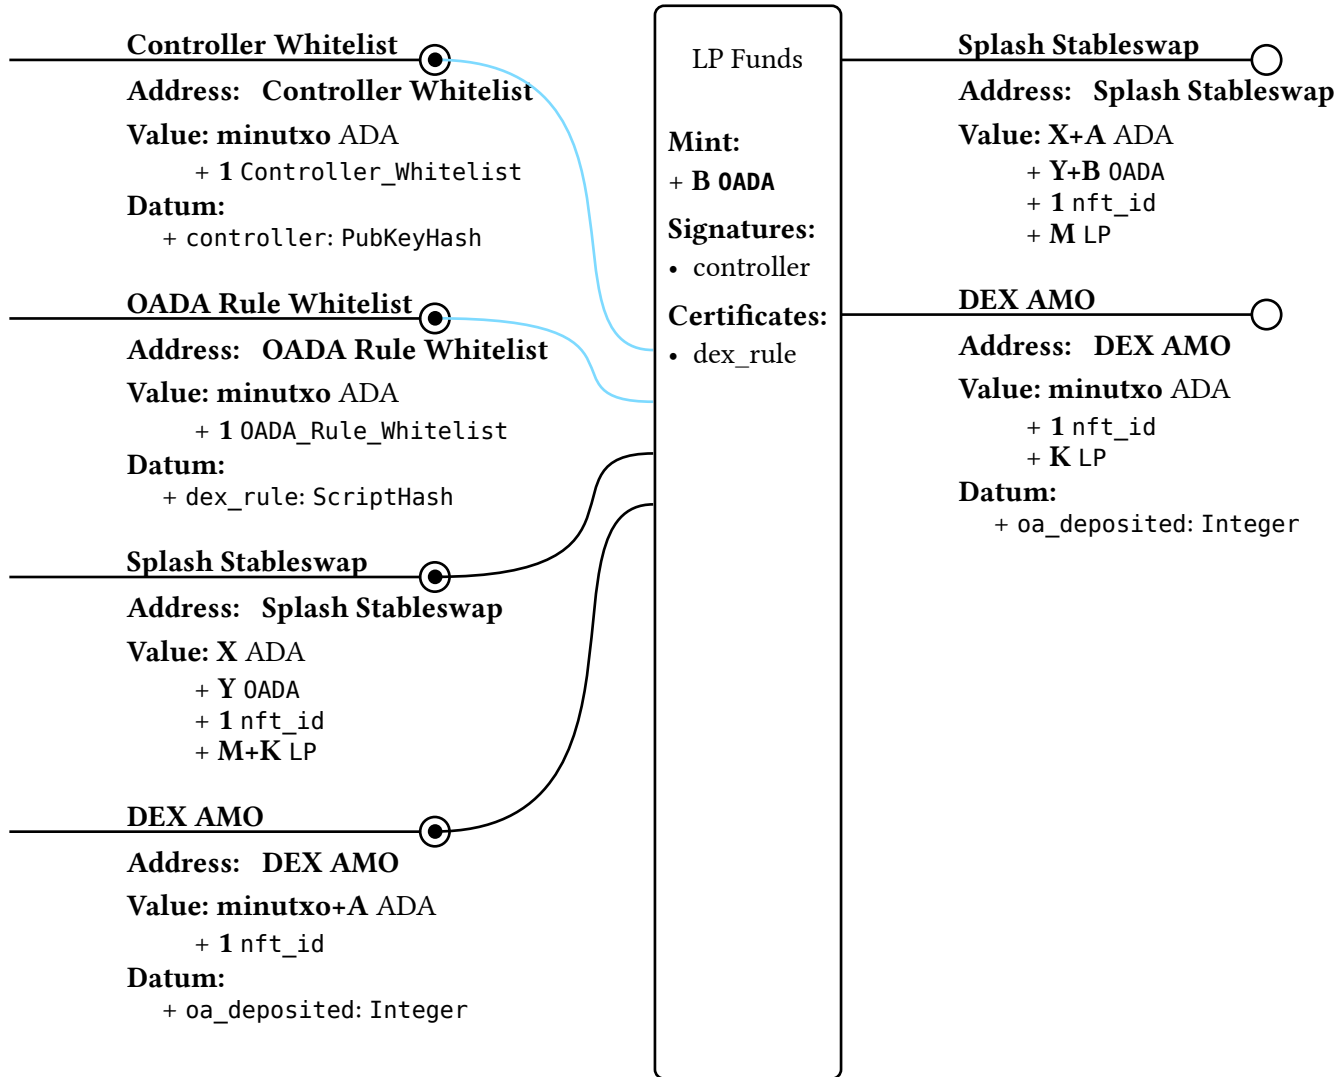 Controller Whitelist
Address: Controller Whitelist
Value: minutxo ADA
+ 1 Controller_Whitelist
Datum:
+ controller: PubKeyHash
OADA Rule Whitelist
Address: OADA Rule Whitelist
Value: minutxo ADA
+ 1 OADA_Rule_Whitelist
Datum:
+ dex_rule: ScriptHash
Splash Stableswap
Address: Splash Stableswap
Value: X ADA
+ Y OADA
+ 1 nft_id
+ M+K LP
DEX AMO
Address: DEX AMO
Value: minutxo+A ADA
+ 1 nft_id
Datum:
+ oa_deposited: Integer
LP Funds
Mint:
+ B OADA
Signatures:
• controller
Certificates:
• dex_rule
Splash Stableswap
Address: Splash Stableswap
Value: X+A ADA
+ Y+B OADA
+ 1 nft_id
+ M LP
DEX AMO
Address: DEX AMO
Value: minutxo ADA
+ 1 nft_id
+ K LP
Datum:
+ oa_deposited: Integer